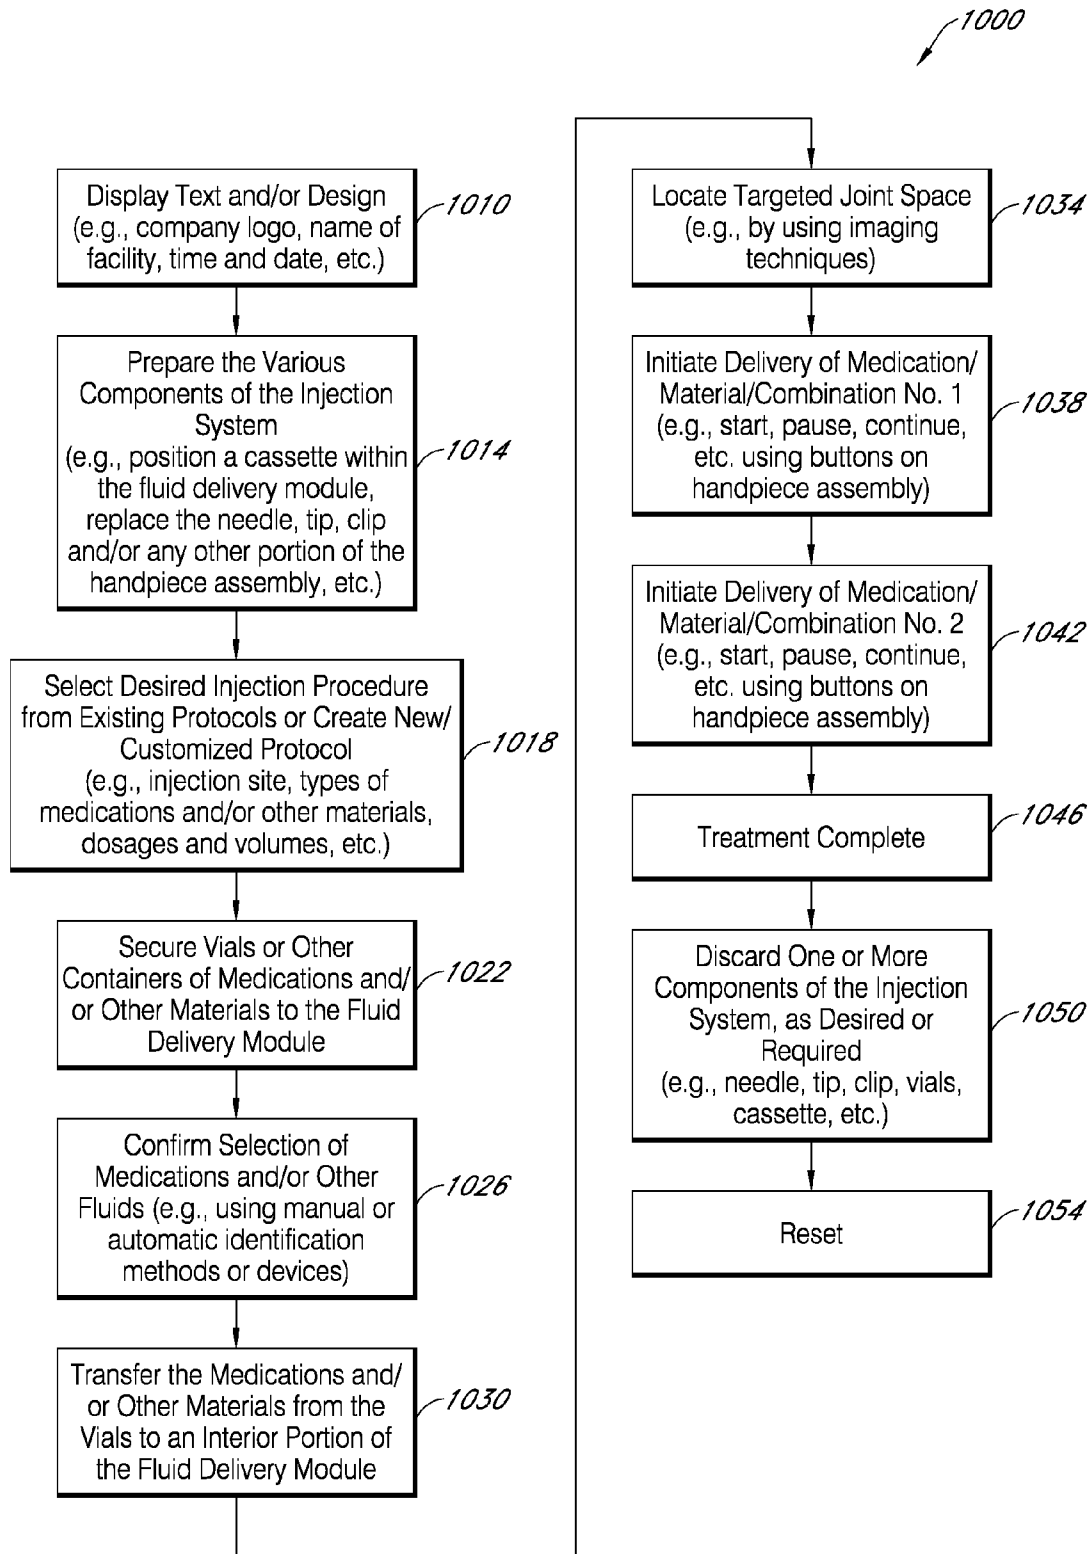 1000
Display Text and/or Design
(e.g., company logo, name of
facility, time and date, etc.)
1010
Prepare the Various
Components of the Injection
System
(e.g., position a cassette within
the fluid delivery module,
replace the needle, tip, clip
and/or any other portion of the
handpiece assembly, etc.)
1014
Select Desired Injection Procedure
from Existing Protocols or Create New/
Customized Protocol
(e.g., injection site, types of
medications and/or other materials,
dosages and volumes, etc.)
1018
Secure Vials or Other
Containers of Medications and/
or Other Materials to the Fluid
Delivery Module
1022
Confirm Selection of
Medications and/or Other
Fluids (e.g., using manual or
automatic identification
methods or devices)
1026
Transfer the Medications and/
or Other Materials from the
Vials to an Interior Portion of
the Fluid Delivery Module
1030
Locate Targeted Joint Space
(e.g., by using imaging
techniques)
1034
Initiate Delivery of Medication/
Material/Combination No. 1
(e.g., start, pause, continue,
etc. using buttons on
handpiece assembly)
1038
Initiate Delivery of Medication/
Material/Combination No. 2
(e.g., start, pause, continue,
etc. using buttons on
handpiece assembly)
1042
Treatment Complete
1046
Discard One or More
Components of the Injection
System, as Desired or
Required
(e.g., needle, tip, clip, vials,
cassette, etc.)
1050
Reset
1054